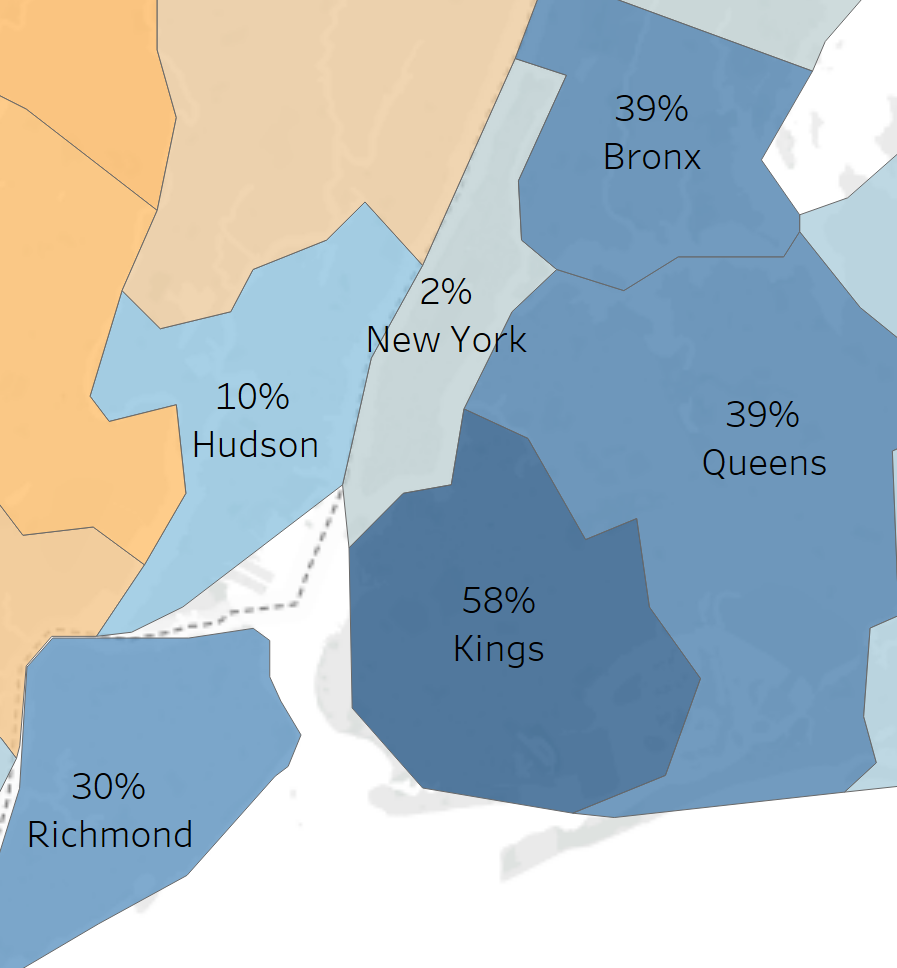 39%
Bronx
2%
New York
10%
Hudson
39%
Queens
58%
Kings
30%
Richmond